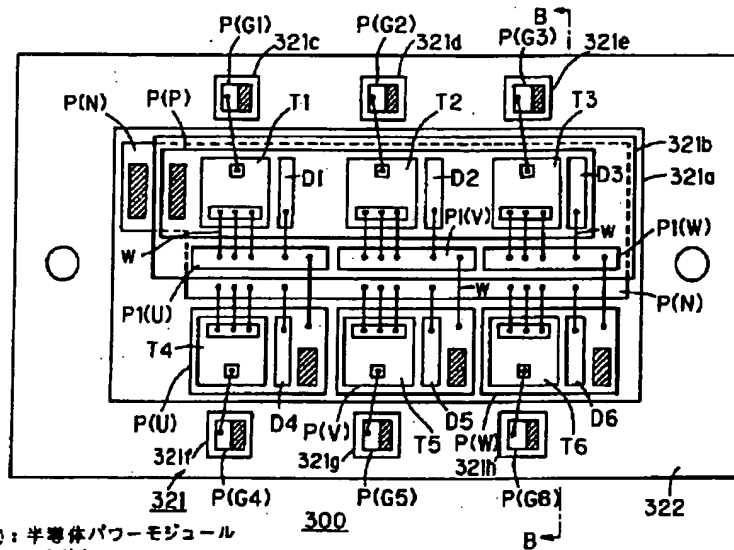 B
P(G1) P(G2) P(G3)
321c 321d 321e
P(N) P(P) T1 T2 T3
321b
321a
D1 D2 D3
P1(V)
W W P1(W)
W
P1(U) P(N)
T4
P(U) D4 P(V) D5 T5 P(W) T6 D6
321f 321g 321h
321 P(G4) P(G5) P(G6) 322
300
B
: 半導体パワーモジュール